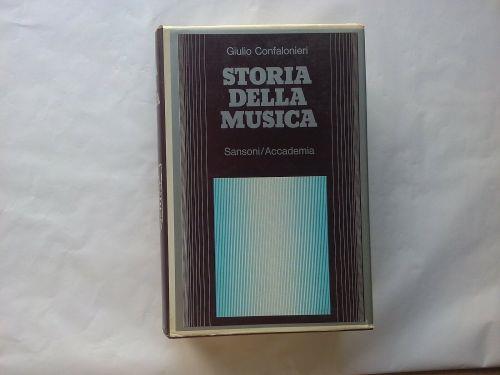 Giulio Confalonieri
STORIA
DELLA
MUSICA
Sansoni/Accademia